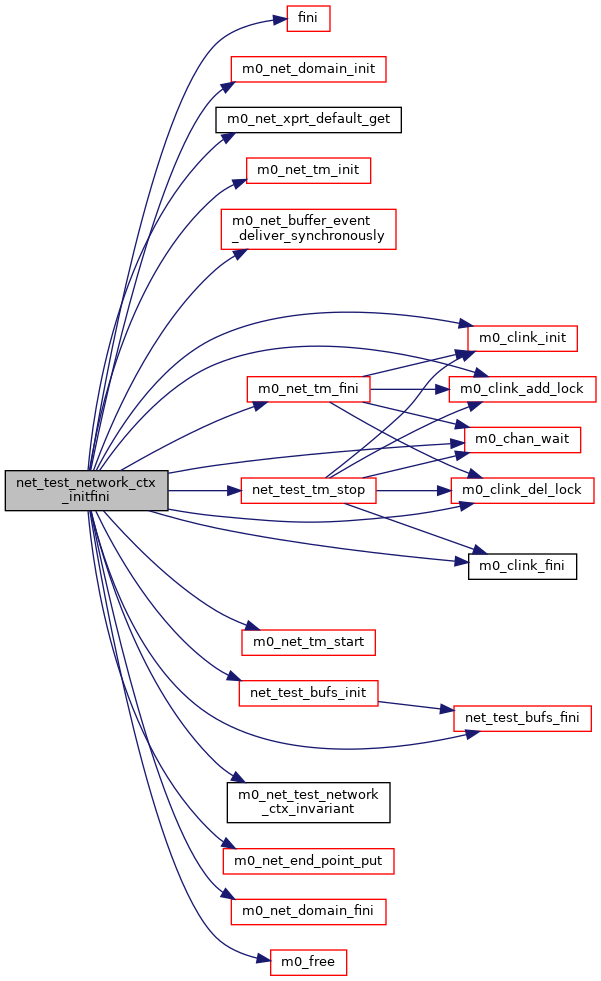 fini
m0_net_domain_init
m0_net_xprt_default_get
m0_net_tm_init
m0_net_buffer_event
_deliver_synchronously
m0_clink_init
m0_net_tm_fini
m0_clink_add_lock
m0_chan_wait
net_test_network_ctx
_initfini
net_test_tm_stop
m0_clink_del_lock
m0_clink_fini
m0_net_tm_start
net_test_bufs_init
net_test_bufs_fini
m0_net_test_network
_ctx_invariant
m0_net_end_point_put
m0_net_domain_fini
m0_free